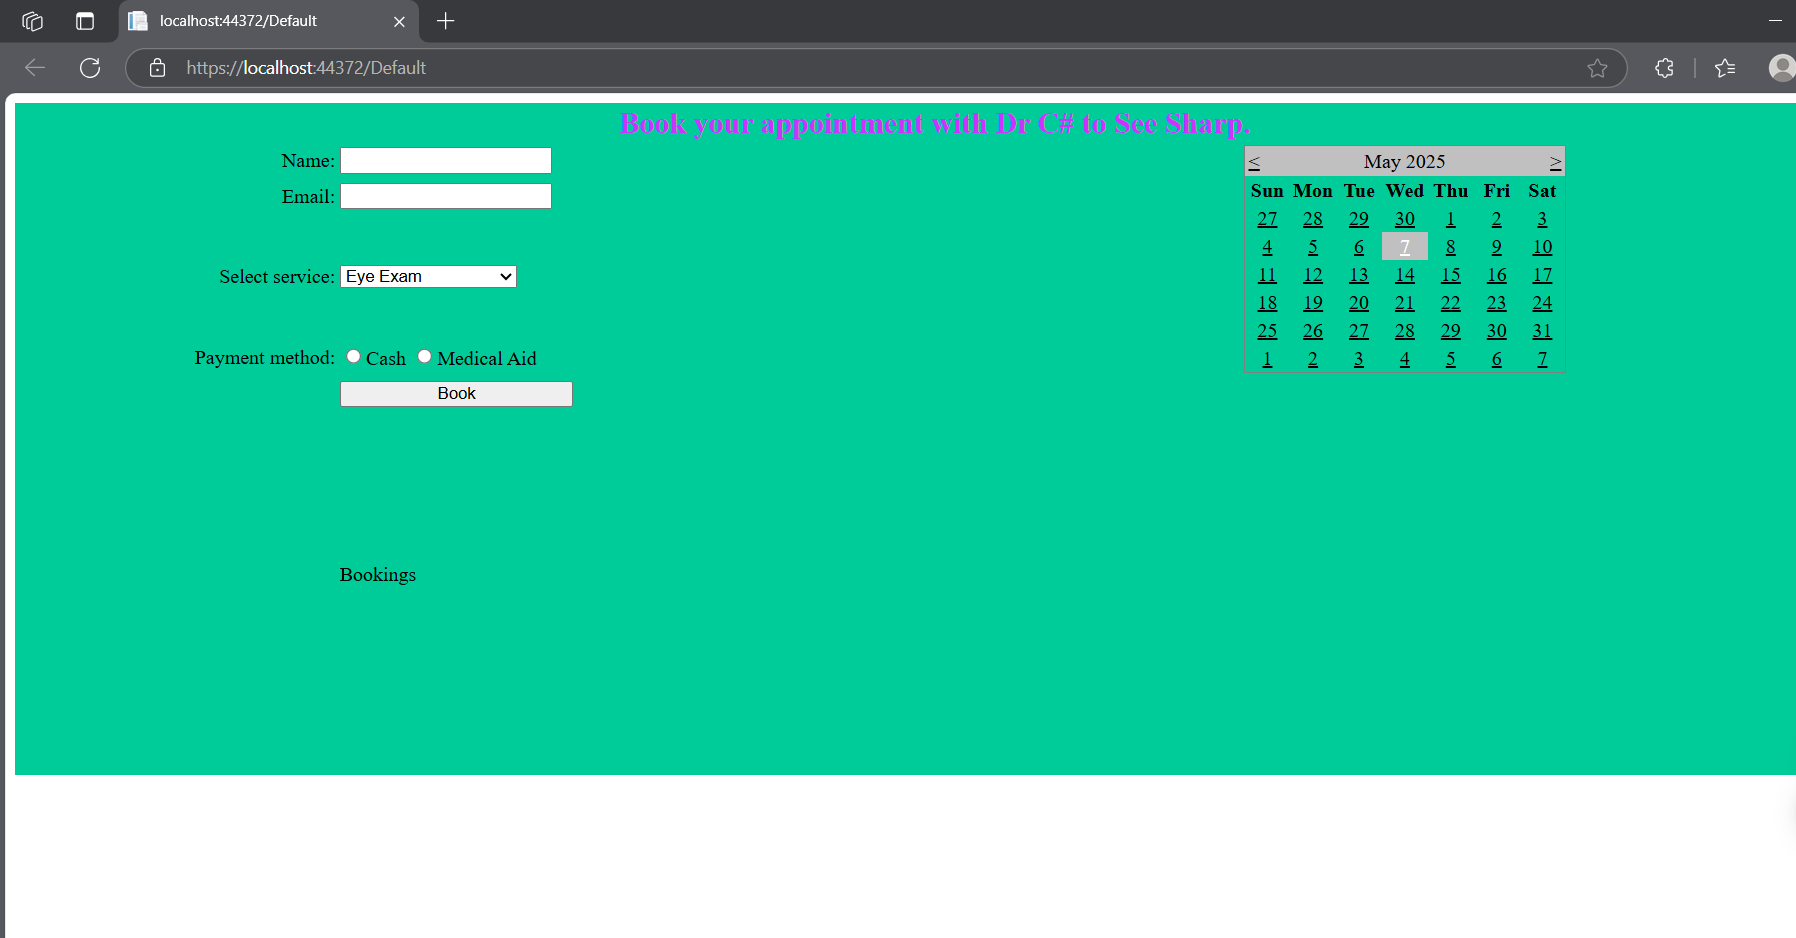 localhost:44372/Default
https://localhost:44372/Default
Book your appointment with Dr C# to See Sharp.
Name:
Email:
Select service: Eye Exam
Payment method: Cash Medical Aid
Book
Bookings
< May 2025 >
Sun Mon Tue Wed Thu Fri Sat
27 28 29 30 1 2 3
4 5 6 7 8 9 10
11 12 13 14 15 16 17
18 19 20 21 22 23 24
25 26 27 28 29 30 31
1 2 3 4 5 6 7